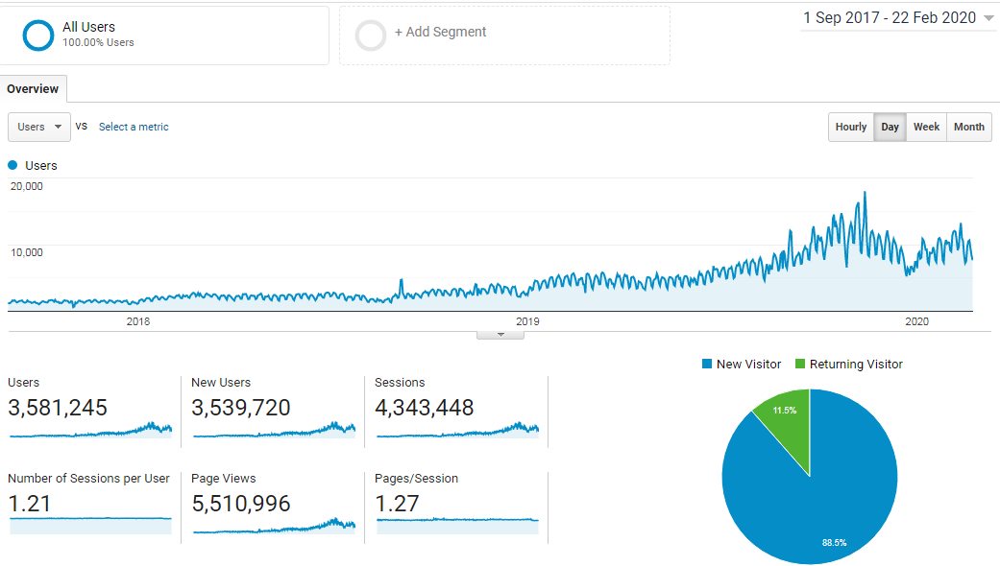 All Users
100.00% Users
+ Add Segment
1 Sep 2017 - 22 Feb 2020
Overview
Users
VS
Select a metric
Hourly
Day
Week
Month
Users
20,000
10,000
2018
2019
2020
New Visitor
Returning Visitor
Users
3,581,245
New Users
3,539,720
Sessions
4,343,448
Number of Sessions per User
1.21
Page Views
5,510,996
Pages/Session
1.27
11.5%
88.5%